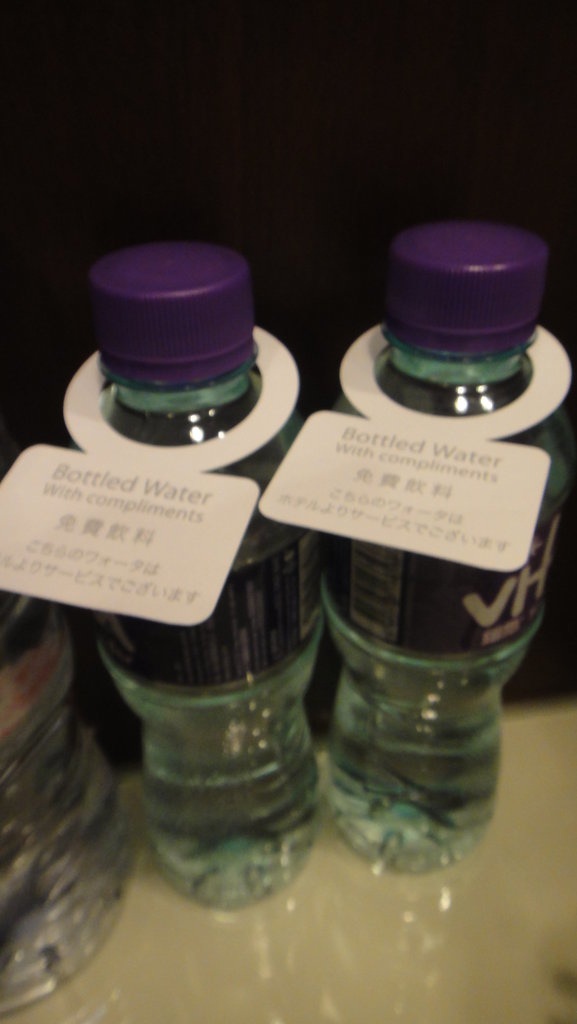 Bottled Water
With compliments
免費飲料
こちらのウォータは
ルよりサービスでございます
Bottled Water
With compliments
免費飲料
こちらのウォータは
ホテルよりサービスでございます